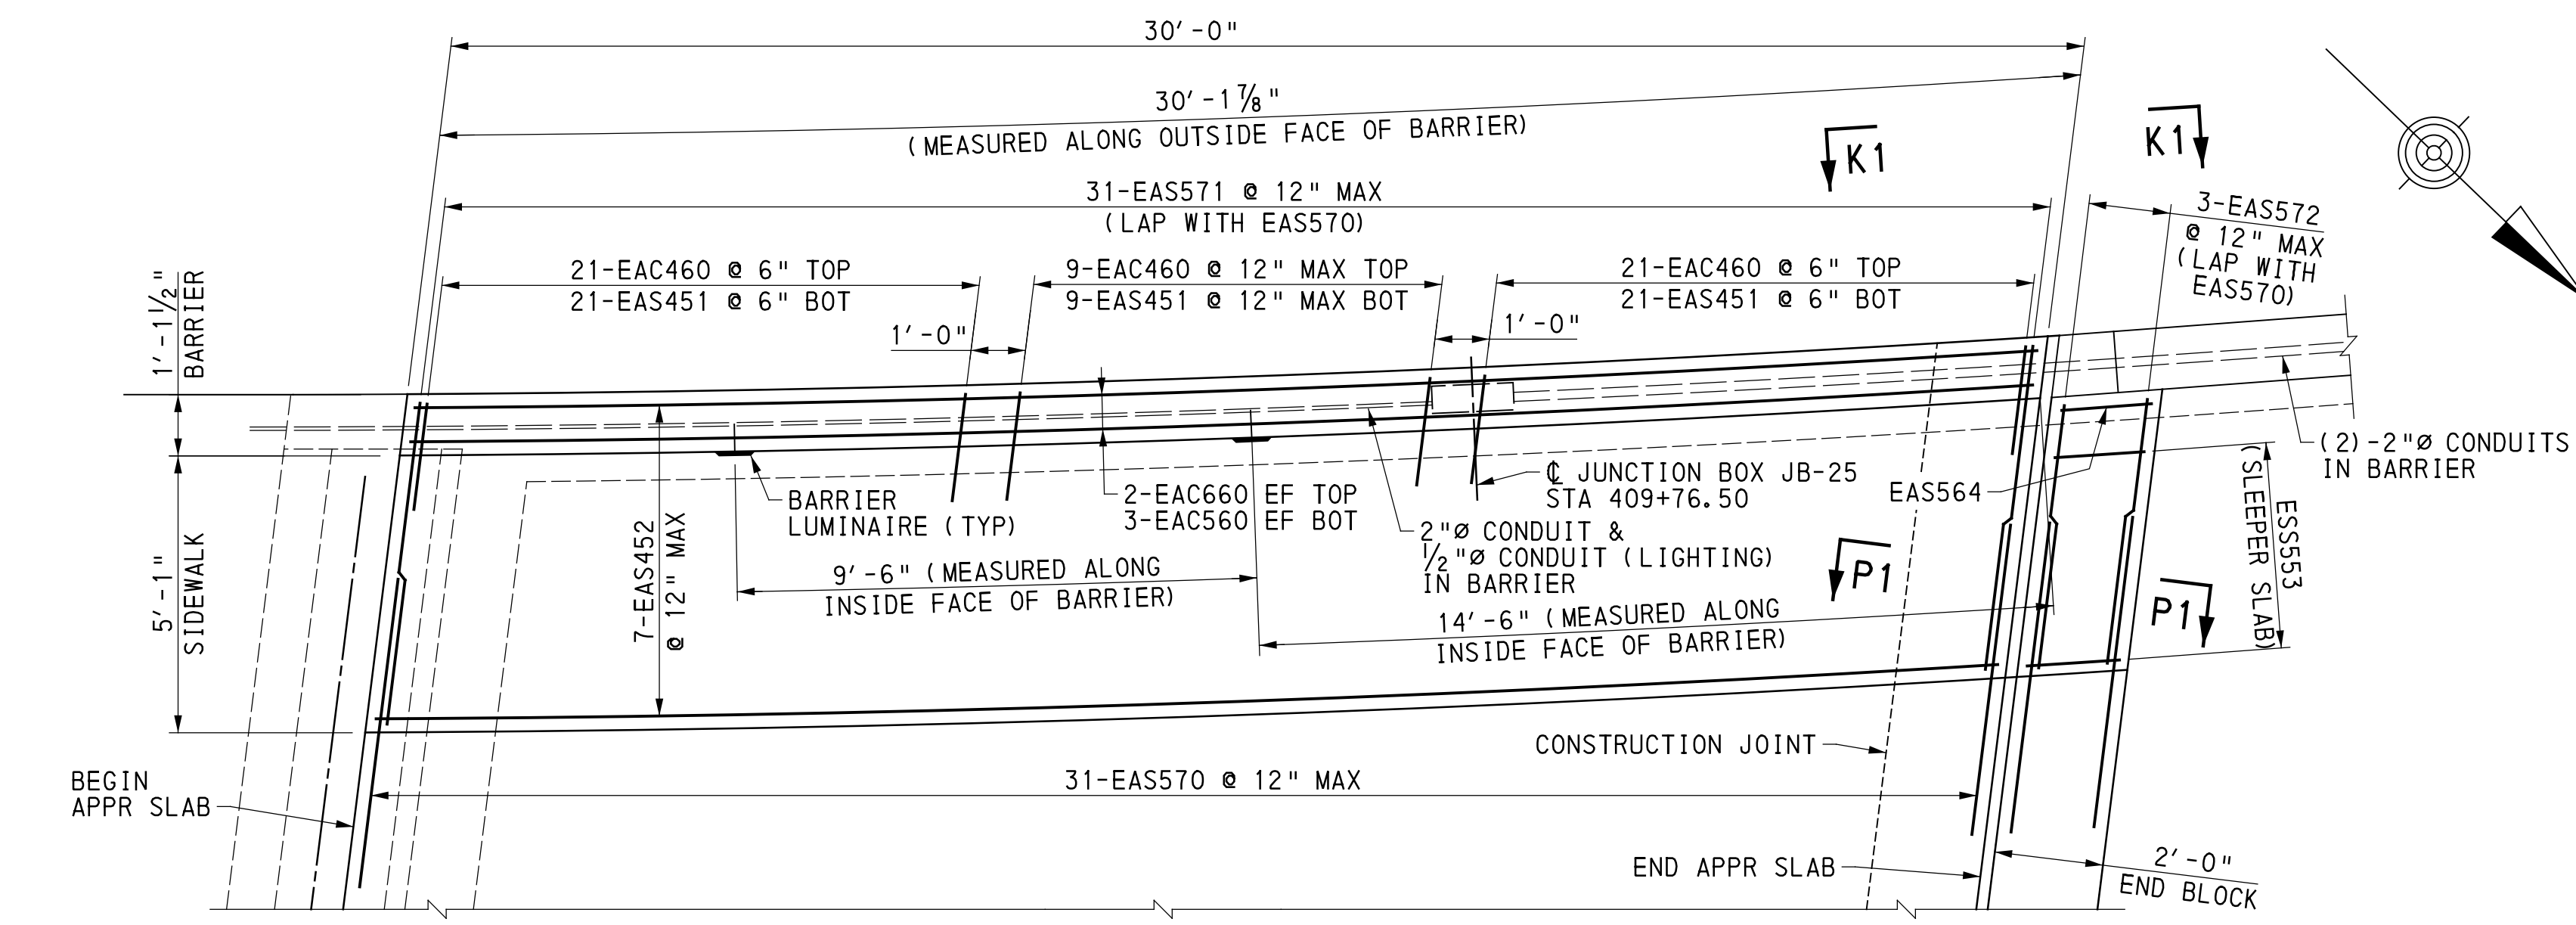 30'-0"
30'-1⅞"
(MEASURED ALONG OUTSIDE FACE OF BARRIER)
K1
K1
31-EAS571 @ 12" MAX
(LAP WITH EAS570)
3-EAS572
@ 12" MAX
(LAP WITH
EAS570)
21-EAC460 @ 6" TOP
21-EAS451 @ 6" BOT
9-EAC460 @ 12" MAX TOP
9-EAS451 @ 12" MAX BOT
21-EAC460 @ 6" TOP
21-EAS451 @ 6" BOT
1'-1½"
BARRIER
1'-0"
1'-0"
(2)-2"Ø CONDUITS
IN BARRIER
BARRIER
LUMINAIRE (TYP)
2-EAC660 EF TOP
3-EAC560 EF BOT
℄ JUNCTION BOX JB-25
STA 409+76.50
EAS564
ESS553
(SLEEPER SLAB)
2"Ø CONDUIT &
½"Ø CONDUIT (LIGHTING)
IN BARRIER
5'-1"
SIDEWALK
7-EAS452
@ 12" MAX
9'-6" (MEASURED ALONG
INSIDE FACE OF BARRIER)
P1
P1
14'-6" (MEASURED ALONG
INSIDE FACE OF BARRIER)
CONSTRUCTION JOINT
BEGIN
APPR SLAB
31-EAS570 @ 12" MAX
END APPR SLAB
2'-0"
END BLOCK